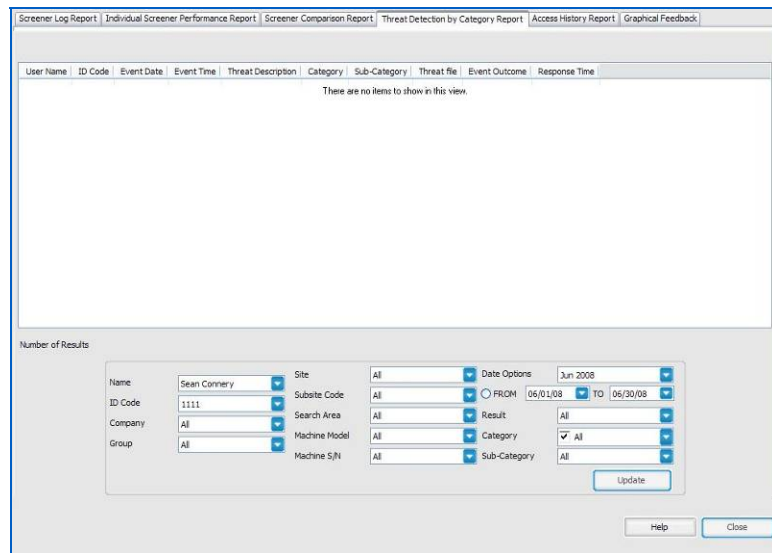 Screener Log Report Individual Screener Performance Report Screener Comparison Report Threat Detection by Category Report Access History Report Graphical Feedback
User Name ID Code Event Date Event Time Threat Description Category Sub-Category Threat file Event Outcome Response Time
There are no items to show in this view.
Number of Results
Name Sean Connery
ID Code 1111
Company All
Group All
Site All
Subsite Code All
Search Area All
Machine Model All
Machine S/N All
Date Options Jun 2008
FROM 06/01/08 TO 06/30/08
Result All
Category All
Sub-Category All
Update
Help Close